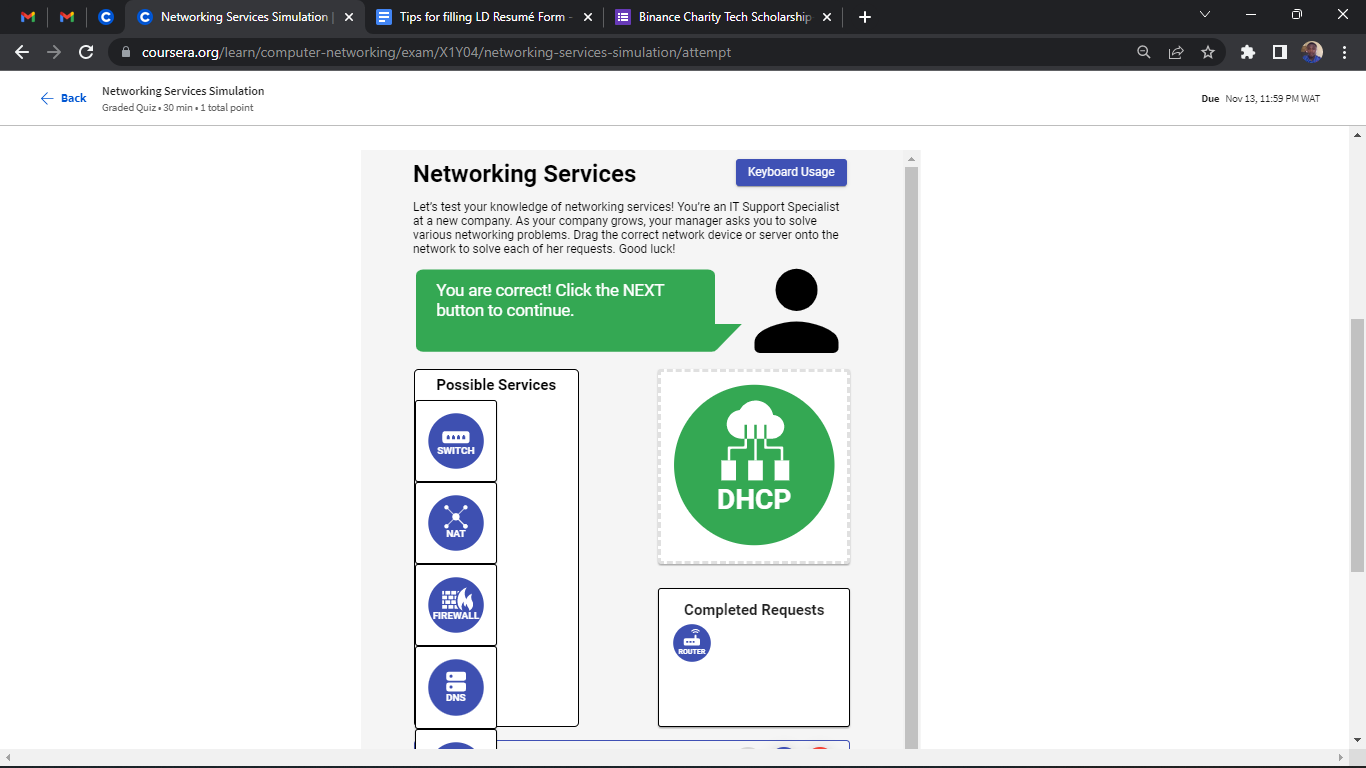 Networking Services Simulation |
Tips for filling LD Resumé Form -
Binance Charity Tech Scholarship
coursera.org/learn/computer-networking/exam/X1Y04/networking-services-simulation/attempt
Back
Networking Services Simulation
Graded Quiz • 30 min • 1 total point
Due Nov 13, 11:59 PM WAT
Networking Services
Keyboard Usage
Let's test your knowledge of networking services! You're an IT Support Specialist
at a new company. As your company grows, your manager asks you to solve
various networking problems. Drag the correct network device or server onto the
network to solve each of her requests. Good luck!
You are correct! Click the NEXT
button to continue.
Possible Services
SWITCH
NAT
FIREWALL
DNS
DHCP
Completed Requests
ROUTER